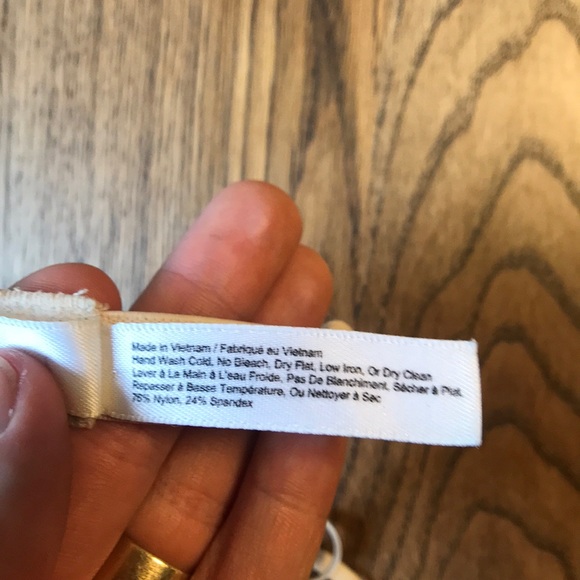 Made in Vietnam / Fabriqué au Vietnam
Hand Wash Cold, No Bleach, Dry Flat, Low Iron, Or Dry Clean
Laver à La Main à L'eau Froide, Pas De Blanchiment, Sècher à Plat,
Repasser à Basse Température, Ou Nettoyer à Sec
76% Nylon, 24% Spandex